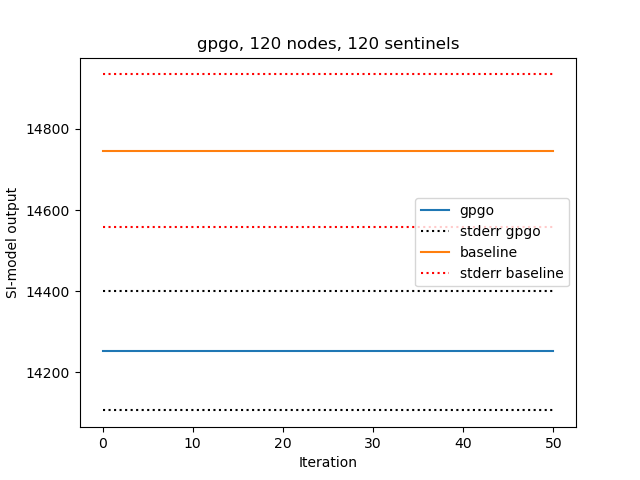 gpgo, 120 nodes, 120 sentinels
SI-model output
14800
14600
14400
14200
gpgo
stderr gpgo
baseline
stderr baseline
0 10 20 30 40 50
Iteration